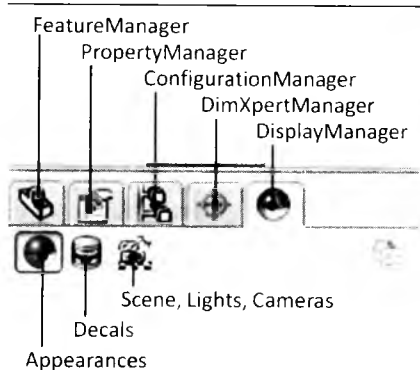 FeatureManager
PropertyManager
ConfigurationManager
DimXpertManager
DisplayManager
Scene, Lights, Cameras
Decals
Appearances